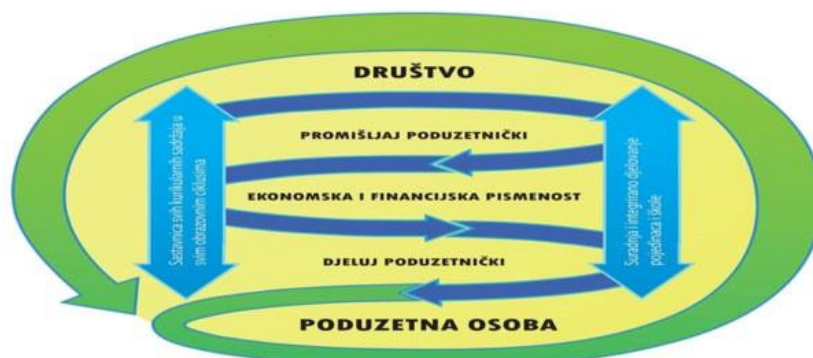 DRUŠTVO
Sastavnica svih kurikularnih sadržaja u
svim obrazovnim ciklusima
PROMIŠLJAJ PODUZETNIČKI
EKONOMSKA I FINANCIJSKA PISMENOST
DJELUJ PODUZETNIČKI
Suradnja i integrirano djelovanje
pojedinaca i škole
PODUZETNA OSOBA